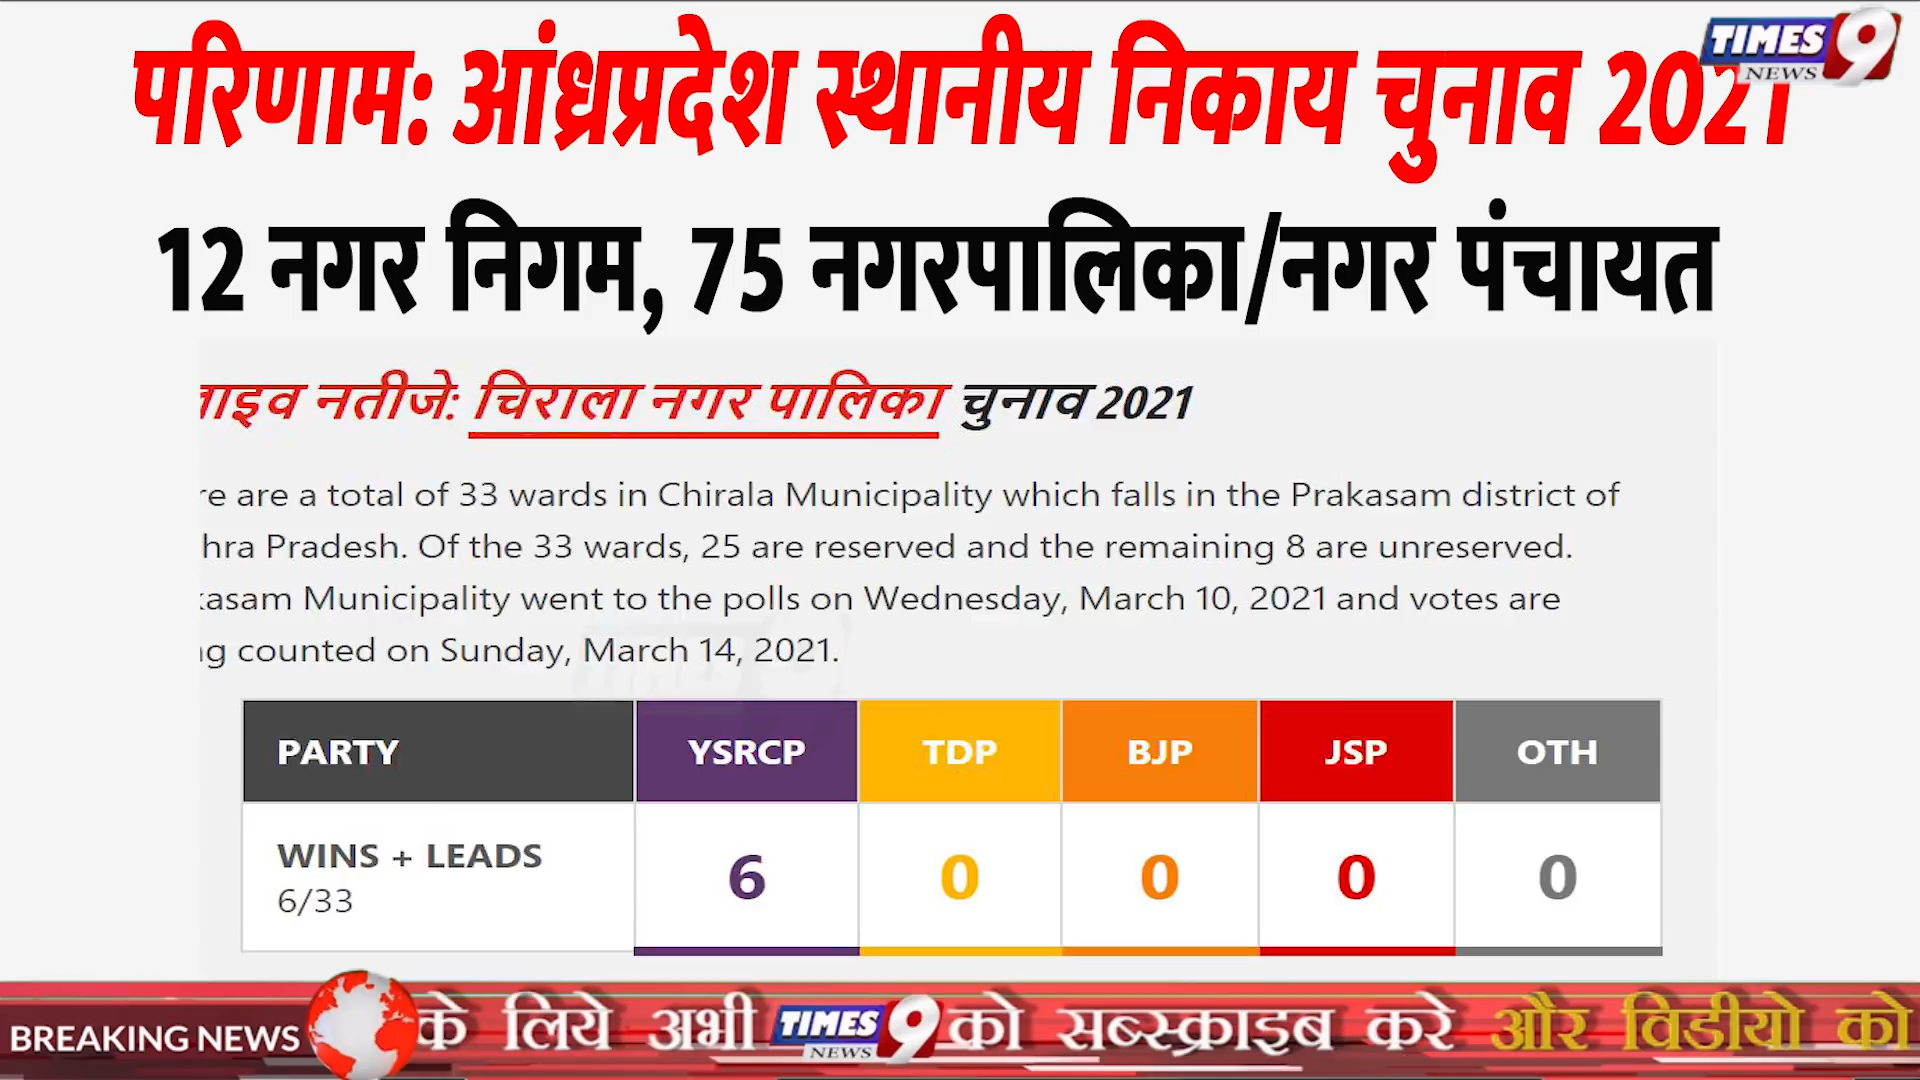 परिणाम: आंध्रप्रदेश स्थानीय निकाय चुनाव 2021
TIMES 9
NEWS
12 नगर निगम, 75 नगरपालिका/नगर पंचायत
नतीजे: चिराला नगर पालिका चुनाव 2021
are a total of 33 wards in Chirala Municipality which falls in the Prakasam district of
Pradesh. Of the 33 wards, 25 are reserved and the remaining 8 are unreserved.
Municipality went to the polls on Wednesday, March 10, 2021 and votes are
counted on Sunday, March 14, 2021.
PARTY YSRCP TDP BJP JSP OTH
WINS + LEADS 6 0 0 0 0
6/33
BREAKING NEWS के लिये अभी TIMES 9 NEWS को सब्स्क्राइब करे और विडीयो को